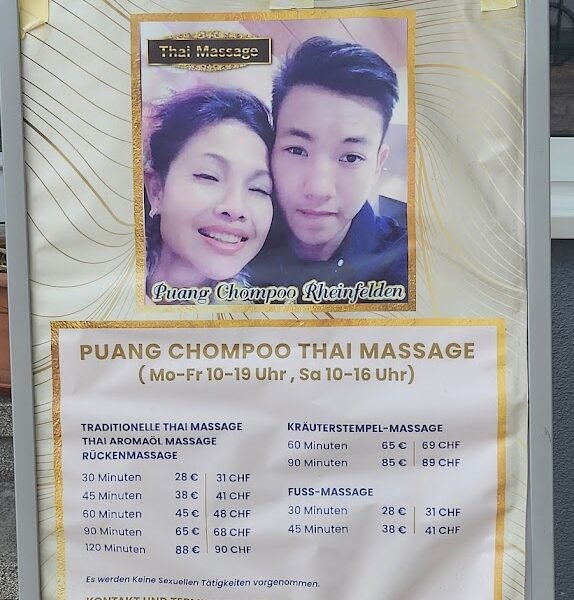 Thai Massage
Puang Chompoo Rheinfelden
PUANG CHOMPOO THAI MASSAGE
( Mo-Fr 10-19 Uhr , Sa 10-16 Uhr)
TRADITIONELLE THAI MASSAGE
THAI AROMAÖL MASSAGE
RÜCKENMASSAGE
30 Minuten 28 € 31 CHF
45 Minuten 38 € 41 CHF
60 Minuten 45 € 48 CHF
90 Minuten 65 € 68 CHF
120 Minuten 88 € 90 CHF
KRÄUTERSTEMPEL-MASSAGE
60 Minuten 65 € 69 CHF
90 Minuten 85 € 89 CHF
FUSS-MASSAGE
30 Minuten 28 € 31 CHF
45 Minuten 38 € 41 CHF
Es werden Keine Sexuellen Tätigkeiten vorgenommen.
KONTAKT UND